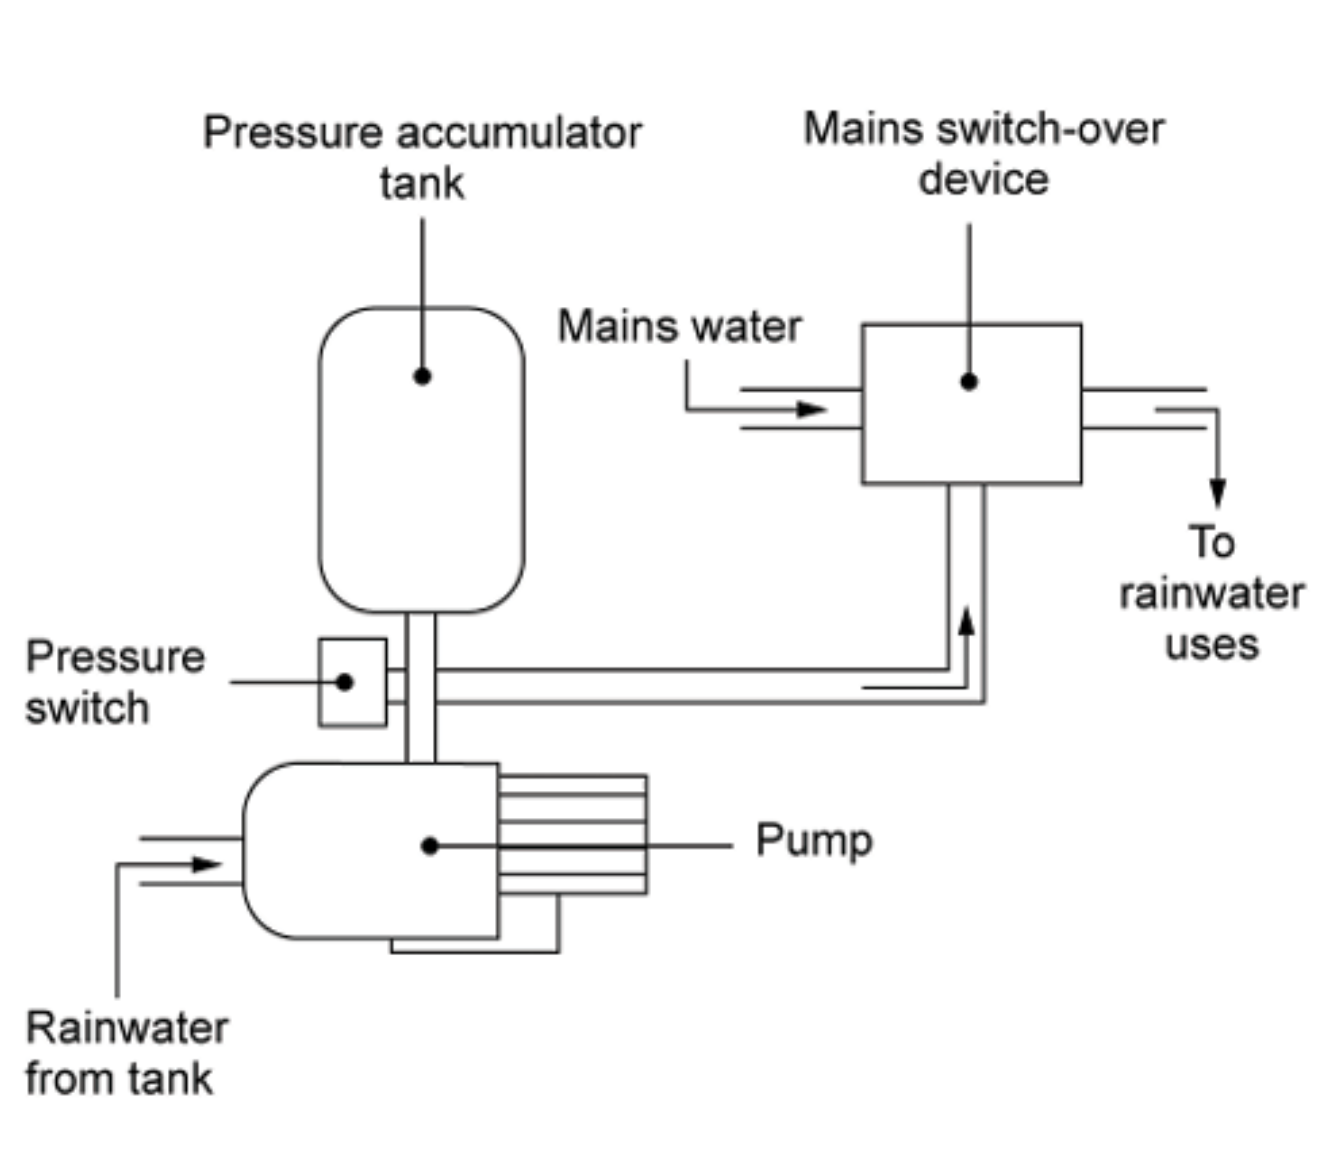 Pressure accumulator
tank
Mains switch-over
device
Mains water
To
rainwater
uses
Pressure
switch
Pump
Rainwater
from tank